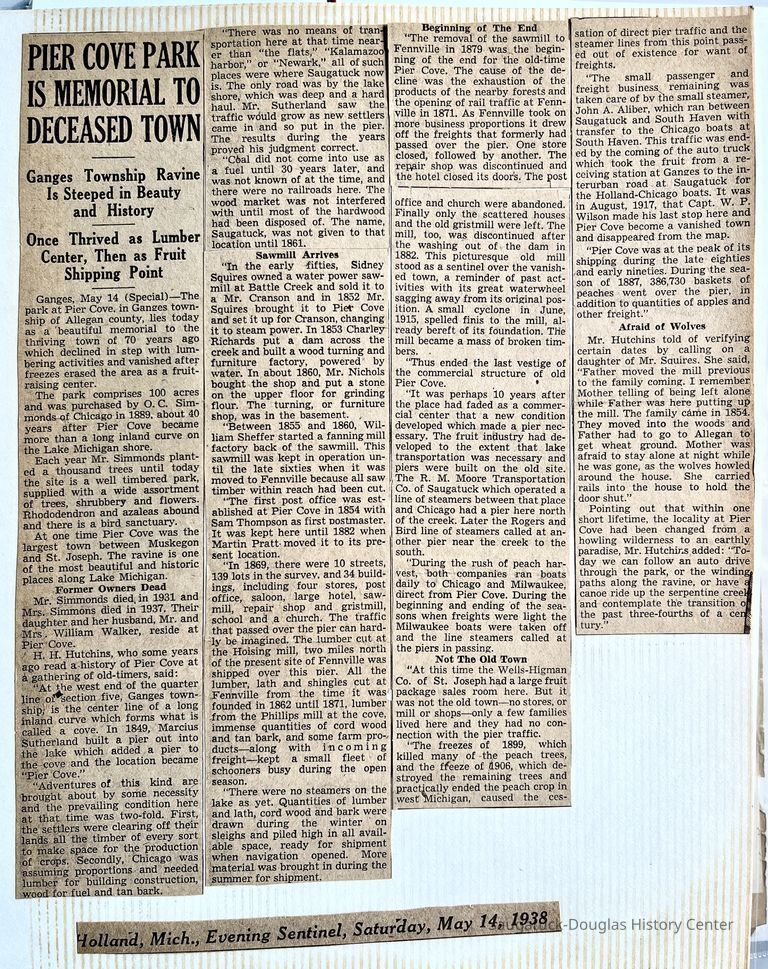 PIER COVE PARK
IS MEMORIAL TO
DECEASED TOWN
Ganges Township Ravine
Is Steeped in Beauty
and History
Once Thrived as Lumber
Center, Then as Fruit
Shipping Point
Ganges, May 14 (Special)—The
park at Pier Cove, in Ganges town-
ship of Allegan county, lies today
as a beautiful memorial to the
thriving town of 70 years ago
which declined in step with lum-
bering activities and vanished after
freezes erased the area as a fruit-
raising center.
The park comprises 100 acres
and was purchased by O. C. Sim-
monds of Chicago in 1889, about 40
years after Pier Cove became
more than a long inland curve on
the Lake Michigan shore.
Each year Mr. Simmonds plant-
ed a thousand trees until today
the site is a well timbered park,
supplied with a wide assortment
of trees, shrubbery and flowers.
Rhododendron and azaleas abound
and there is a bird sanctuary.
At one time Pier Cove was the
largest town between Muskegon
and St. Joseph. The ravine is one
of the most beautiful and historic
places along Lake Michigan.
Former Owners Dead
Mr. Simmonds died in 1931 and
Mrs. Simmonds died in 1937. Their
daughter and her husband, Mr. and
Mrs. William Walker, reside at
Pier Cove.
H. H. Hutchins, who some years
ago read a history of Pier Cove at
a gathering of old-timers, said:
"At the west end of the quarter
line of section five, Ganges town-
ship, is the center line of a long
inland curve which forms what is
called a cove. In 1849, Marcius
Sutherland built a pier out into
the lake which added a pier to
the cove and the location became
"Pier Cove."
"Adventures of this kind are
brought about by some necessity
and the prevailing condition here
at that time was two-fold. First,
the settlers were clearing off their
lands all the timber of every sort
to make space for the production
of crops. Secondly, Chicago was
assuming proportions and needed
lumber for building construction,
wood for fuel and tan bark.
"There was no means of tran-
sportation here at that time near-
er than "the flats," "Kalamazoo
harbor," or "Newark," all of such
places were where Saugatuck now
is. The only road was by the lake
shore, which was deep and a hard
haul. Mr. Sutherland saw the
traffic would grow as new settlers
came in and so put in the pier.
The results during the years
proved his judgment correct.
"Coal did not come into use as
a fuel until 30 years later, and
was not known of at the time, and
there were no railroads here. The
wood market was not interfered
with until most of the hardwood
had been disposed of. The name,
Saugatuck, was not given to that
location until 1861.
Sawmill Arrives
"In the early fifties, Sidney
Squires owned a water power saw-
mill at Battle Creek and sold it to
a Mr. Cranson and in 1852 Mr.
Squires brought it to Pier Cove
and set it up for Cranson, changing
it to steam power. In 1853 Charley
Richards put a dam across the
creek and built a wood turning and
furniture factory, powered by
water. In about 1860, Mr. Nichols
bought the shop and put a stone
on the upper floor for grinding
flour. The turning, or furniture
shop, was in the basement.
"Between 1855 and 1860, Wil-
liam Sheffer started a fanning mill
factory back of the sawmill. This
sawmill was kept in operation un-
til the late sixties when it was
moved to Fennville because all saw
timber within reach had been cut.
"The first post office was est-
ablished at Pier Cove in 1854 with
Sam Thompson as first postmaster.
It was kept here until 1882 when
Martin Pratt moved it to its pre-
sent location.
"In 1869, there were 10 streets,
139 lots in the survey, and 34 build-
ings, including four stores, post
office, saloon, large hotel, saw-
mill, repair shop and gristmill,
school and a church. The traffic
that passed over the pier can hard-
ly be imagined. The lumber cut at
the Hoising mill, two miles north
of the present site of Fennville was
shipped over this pier. All the
lumber, lath and shingles cut at
Fennville from the time it was
founded in 1862 until 1871, lumber
from the Phillips mill at the cove,
immense quantities of cord wood
and tan bark, and some farm pro-
ducts—along with incoming
freight—kept a small fleet of
schooners busy during the open
season.
"There were no steamers on the
lake as yet. Quantities of lumber
and lath, cord wood and bark were
drawn during the winter on
sleighs and piled high in all avail-
able space, ready for shipment
when navigation opened. More
material was brought in during the
summer for shipment.
Beginning of The End
"The removal of the sawmill to
Fennville in 1879 was the begin-
ning of the end for the old-time
Pier Cove. The cause of the de-
cline was the exhaustion of the
products of the nearby forests and
the opening of rail traffic at Fenn-
ville in 1871. As Fennville took on
more business proportions it drew
off the freights that formerly had
passed over the pier. One store
closed, followed by another. The
repair shop was discontinued and
the hotel closed its doors. The post
office and church were abandoned.
Finally only the scattered houses
and the old gristmill were left. The
mill, too, was discontinued after
the washing out of the dam in
1882. This picturesque old mill
stood as a sentinel over the vanish-
ed town, a reminder of past act-
ivities with its great waterwheel
sagging away from its original pos-
ition. A small cyclone in June,
1915, spelled finis to the mill, al-
ready bereft of its foundation. The
mill became a mass of broken tim-
bers.
"Thus ended the last vestige of
the commercial structure of old
Pier Cove.
"It was perhaps 10 years after
the place had faded as a commer-
cial center that a new condition
developed which made a pier nec-
essary. The fruit industry had de-
veloped to the extent that lake
transportation was necessary and
piers were built on the old site.
The R. M. Moore Transportation
Co. of Saugatuck which operated a
line of steamers between that place
and Chicago had a pier here north
of the creek. Later the Rogers and
Bird line of steamers called at an-
other pier near the creek to the
south.
"During the rush of peach har-
vest, both companies ran boats
daily to Chicago and Milwaukee,
direct from Pier Cove. During the
beginning and ending of the sea-
sons when freights were light the
Milwaukee boats were taken off
and the line steamers called at
the piers in passing.
Not The Old Town
"At this time the Wells-Higman
Co. of St. Joseph had a large fruit
package sales room here. But it
was not the old town—no stores, or
mill or shops—only a few families
lived here and they had no con-
nection with the pier traffic.
"The freezes of 1899, which
killed many of the peach trees,
and the freeze of 1906, which de-
stroyed the remaining trees and
practically ended the peach crop in
west Michigan, caused the ces-
sation of direct pier traffic and the
steamer lines from this point pass-
ed out of existence for want of
freights.
"The small passenger and
freight business remaining was
taken care of by the small steamer,
John A. Aliber, which ran between
Saugatuck and South Haven with
transfer to the Chicago boats at
South Haven. This traffic was end-
ed by the coming of the auto truck
which took the fruit from a re-
ceiving station at Ganges to the in-
terurban road at Saugatuck for
the Holland-Chicago boats. It was
in August, 1917, that Capt. W. P.
Wilson made his last stop here and
Pier Cove become a vanished town
and disappeared from the map.
"Pier Cove was at the peak of its
shipping during the late eighties
and early nineties. During the sea-
son of 1887, 386,730 baskets of
peaches went over the pier, in
addition to quantities of apples and
other freight."
Afraid of Wolves
Mr. Hutchins told of verifying
certain dates by calling on a
daughter of Mr. Squires. She said,
"Father moved the mill previous
to the family coming. I remember
Mother telling of being left alone
while Father was here putting up
the mill. The family came in 1854.
They moved into the woods and
Father had to go to Allegan to
get wheat ground. Mother was
afraid to stay alone at night while
he was gone, as the wolves howled
around the house. She carried
rails into the house to hold the
door shut."
Pointing out that within one
short lifetime, the locality at Pier
Cove had been changed from a
howling wilderness to an earthly
paradise, Mr. Hutchins added: "To-
day we can follow an auto drive
through the park, or the winding
paths along the ravine, or have a
canoe ride up the serpentine creek
and contemplate the transition of
the past three-fourths of a cen
tury."
Holland, Mich., Evening Sentinel, Saturday, May 14, 1938
Saugatuck-Douglas History Center